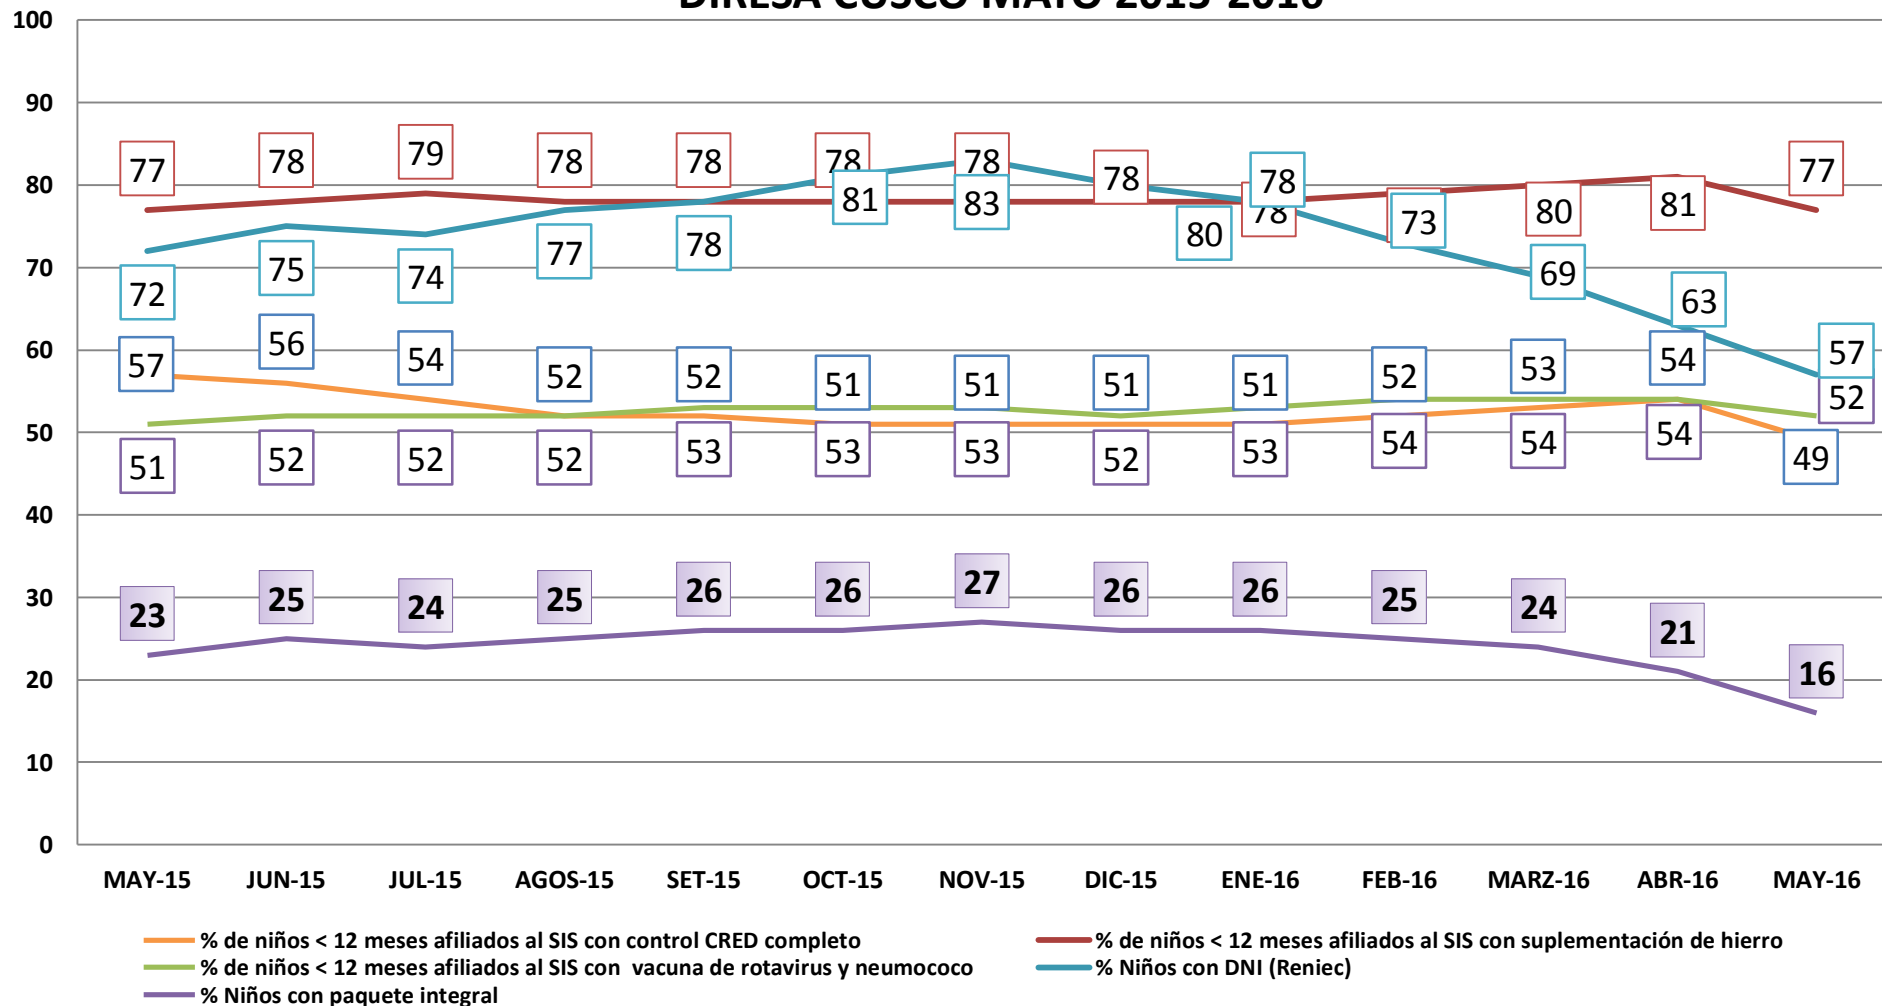 DIRESA CUSCO MAYO 2015-2016
100
90
80
70
60
50
40
30
20
10
0
77 78 79 78 78 78 78 78 78 80 81 77
72 75 74 77 78 81 83 80 78 73 69 63 57
57 56 54 52 52 51 51 51 51 52 53 54 49
51 52 52 52 53 53 53 52 53 54 54 54 52
23 25 24 25 26 26 27 26 26 25 24 21 16
MAY-15 JUN-15 JUL-15 AGOS-15 SET-15 OCT-15 NOV-15 DIC-15 ENE-16 FEB-16 MARZ-16 ABR-16 MAY-16
% de niños < 12 meses afiliados al SIS con control CRED completo
% de niños < 12 meses afiliados al SIS con suplementación de hierro
% de niños < 12 meses afiliados al SIS con vacuna de rotavirus y neumococo
% Niños con DNI (Reniec)
% Niños con paquete integral